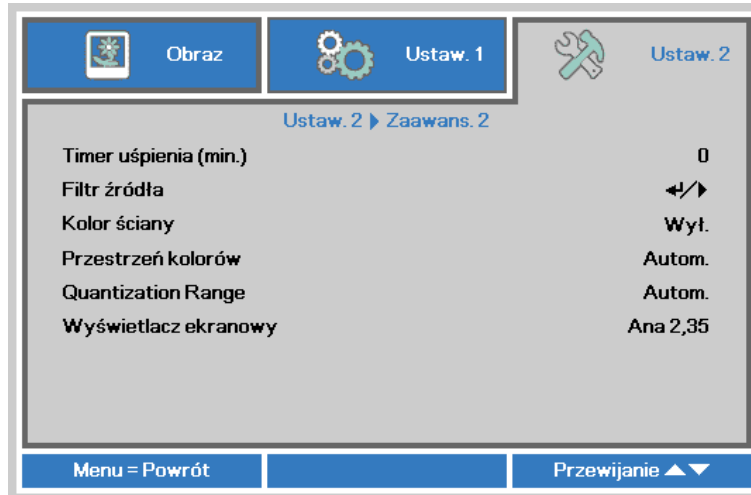 Obraz Ustaw. 1 Ustaw. 2
Ustaw. 2 Zaawans. 2
Timer uśpienia (min.) 0
Filtr źródła
Kolor ściany Wył.
Przestrzeń kolorów Autom.
Quantization Range Autom.
Wyświetlacz ekranowy Ana 2,35
Menu = Powrót Przewijanie